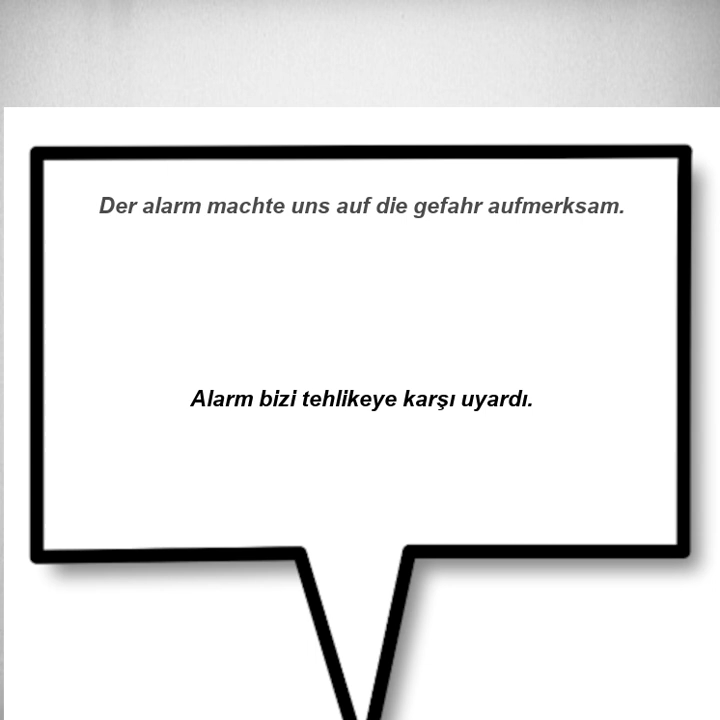 Der alarm machte uns auf die gefahr aufmerksam.
Alarm bizi tehlikeye karşı uyardı.